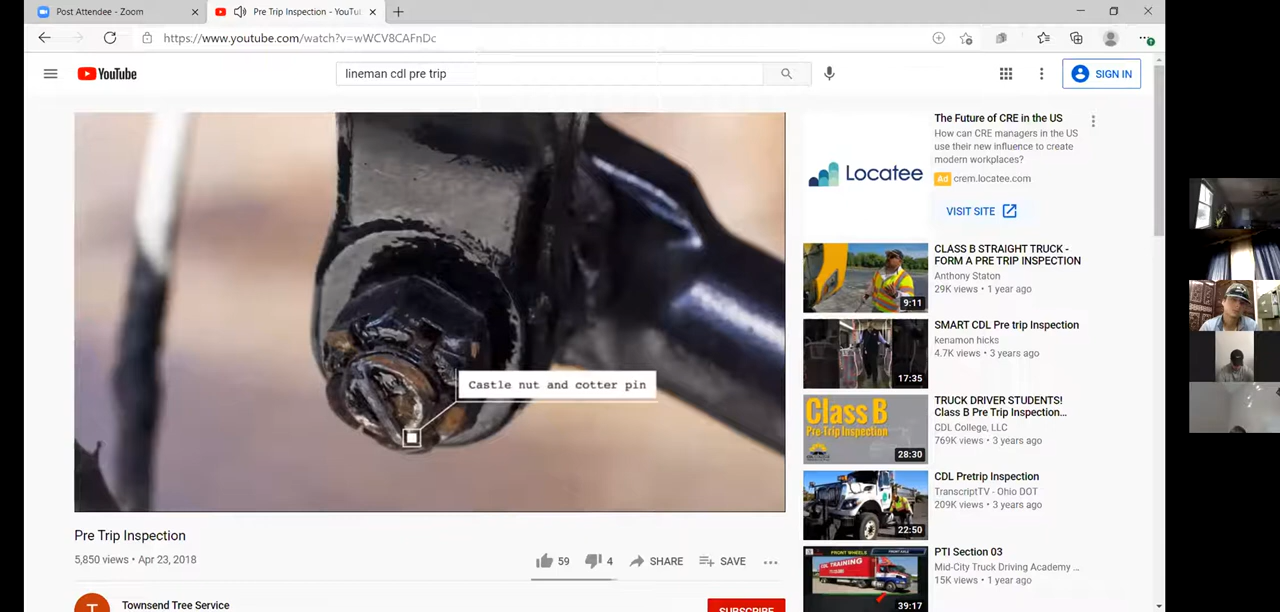 Post Attendee - Zoom
Pre Trip Inspection - YouTu
https://www.youtube.com/watch?v=wWCV8CAFnDc
YouTube
lineman cdl pre trip
SIGN IN
Castle nut and cotter pin
Pre Trip Inspection
5,850 views • Apr 23, 2018
59
4
SHARE
SAVE
T
Townsend Tree Service
SUBSCRIBE
Locatee
The Future of CRE in the US
How can CRE managers in the US
use their new influence to create
modern workplaces?
Ad crem.locatee.com
VISIT SITE
9:11
CLASS B STRAIGHT TRUCK -
FORM A PRE TRIP INSPECTION
Anthony Staton
29K views • 1 year ago
17:35
SMART CDL Pre trip Inspection
kenamon hicks
4.7K views • 3 years ago
Class B
Pre-Trip Inspection
28:30
TRUCK DRIVER STUDENTS!
Class B Pre Trip Inspection...
CDL College, LLC
769K views • 3 years ago
22:50
CDL Pretrip Inspection
TranscriptTV - Ohio DOT
209K views • 3 years ago
FRONT WHEELS
FRONT AXLE
CDL TRAINING
39:17
PTI Section 03
Mid-City Truck Driving Academy ...
15K views • 1 year ago